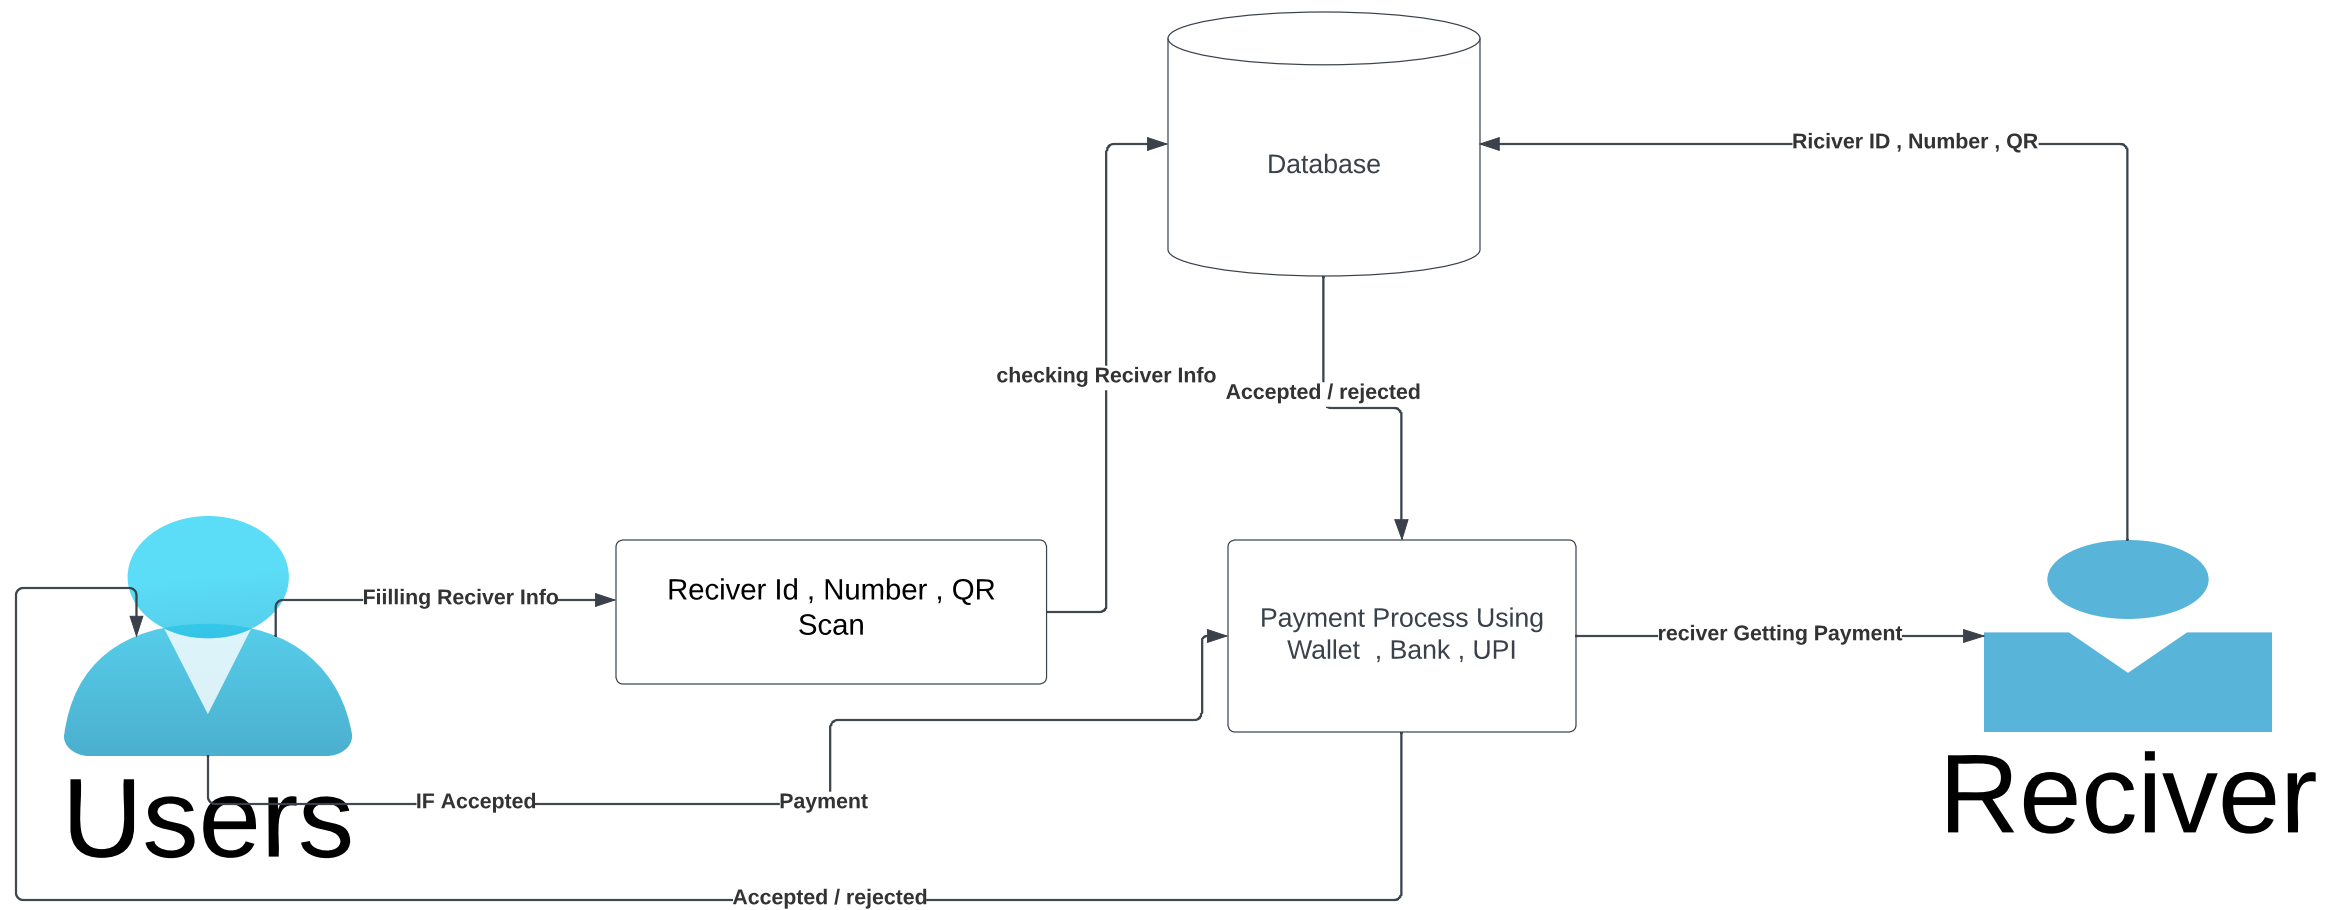 Database
Riciver ID , Number , QR
checking Reciver Info
Accepted / rejected
Fiilling Reciver Info
Reciver Id , Number , QR
Scan
Payment Process Using
Wallet , Bank , UPI
reciver Getting Payment
Users
Reciver
IF Accepted
Payment
Accepted / rejected